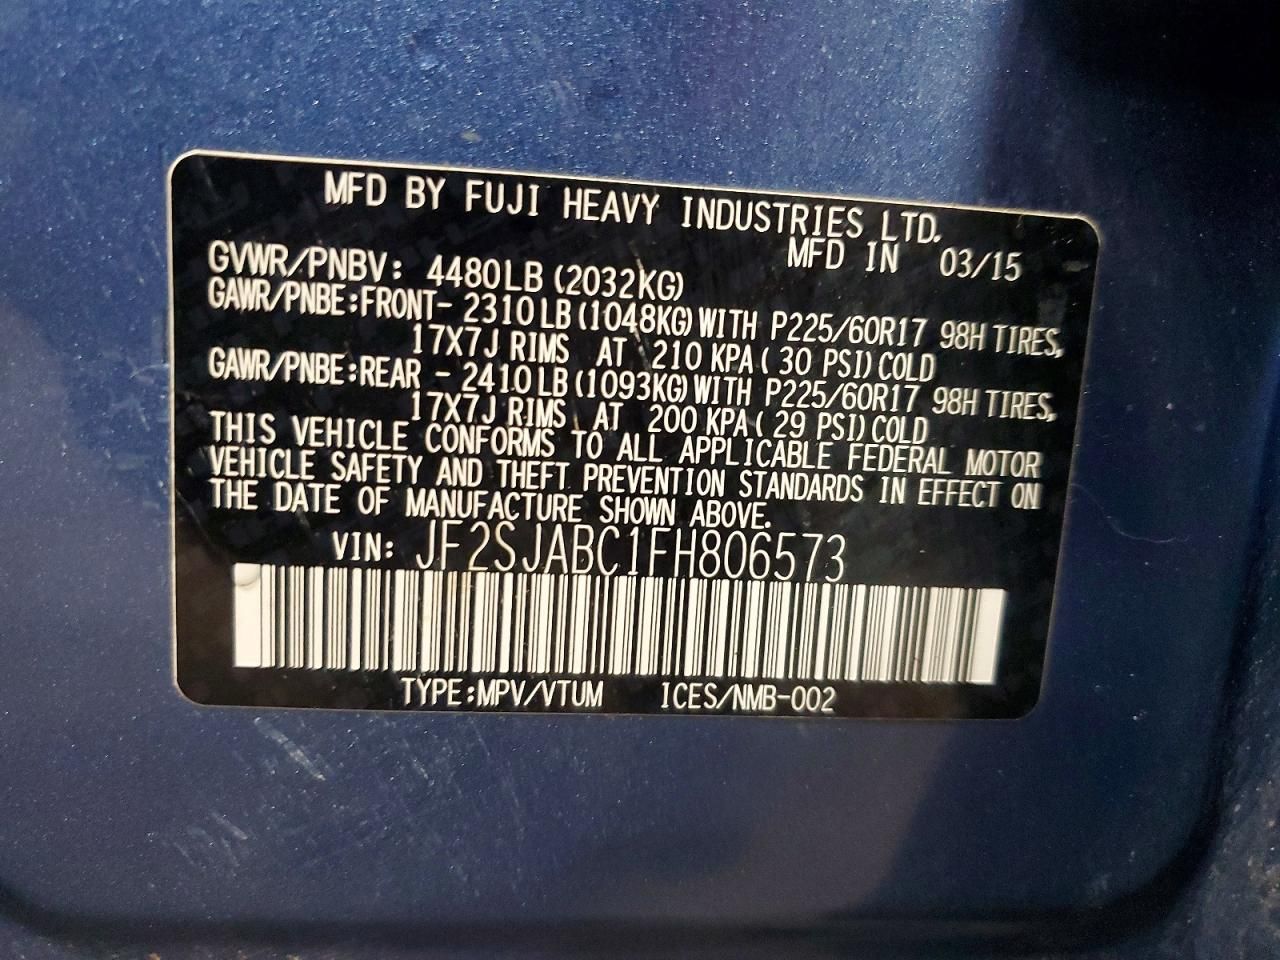 MFD BY FUJI HEAVY INDUSTRIES LTD.
MFD IN 03/15
GVWR/PNBV: 4480LB (2032KG)
GAWR/PNBE:FRONT- 2310LB (1048KG) WITH P225/60R17 98H TIRES,
17X7J RIMS AT 210 KPA ( 30 PSI) COLD
GAWR/PNBE:REAR - 2410LB (1093KG) WITH P225/60R17 98H TIRES,
17X7J RIMS AT 200 KPA ( 29 PSI) COLD
THIS VEHICLE CONFORMS TO ALL APPLICABLE FEDERAL MOTOR
VEHICLE SAFETY AND THEFT PREVENTION STANDARDS IN EFFECT ON
THE DATE OF MANUFACTURE SHOWN ABOVE.
VIN: JF2SJABC1FH806573
TYPE:MPV/VTUM ICES/NMB-002